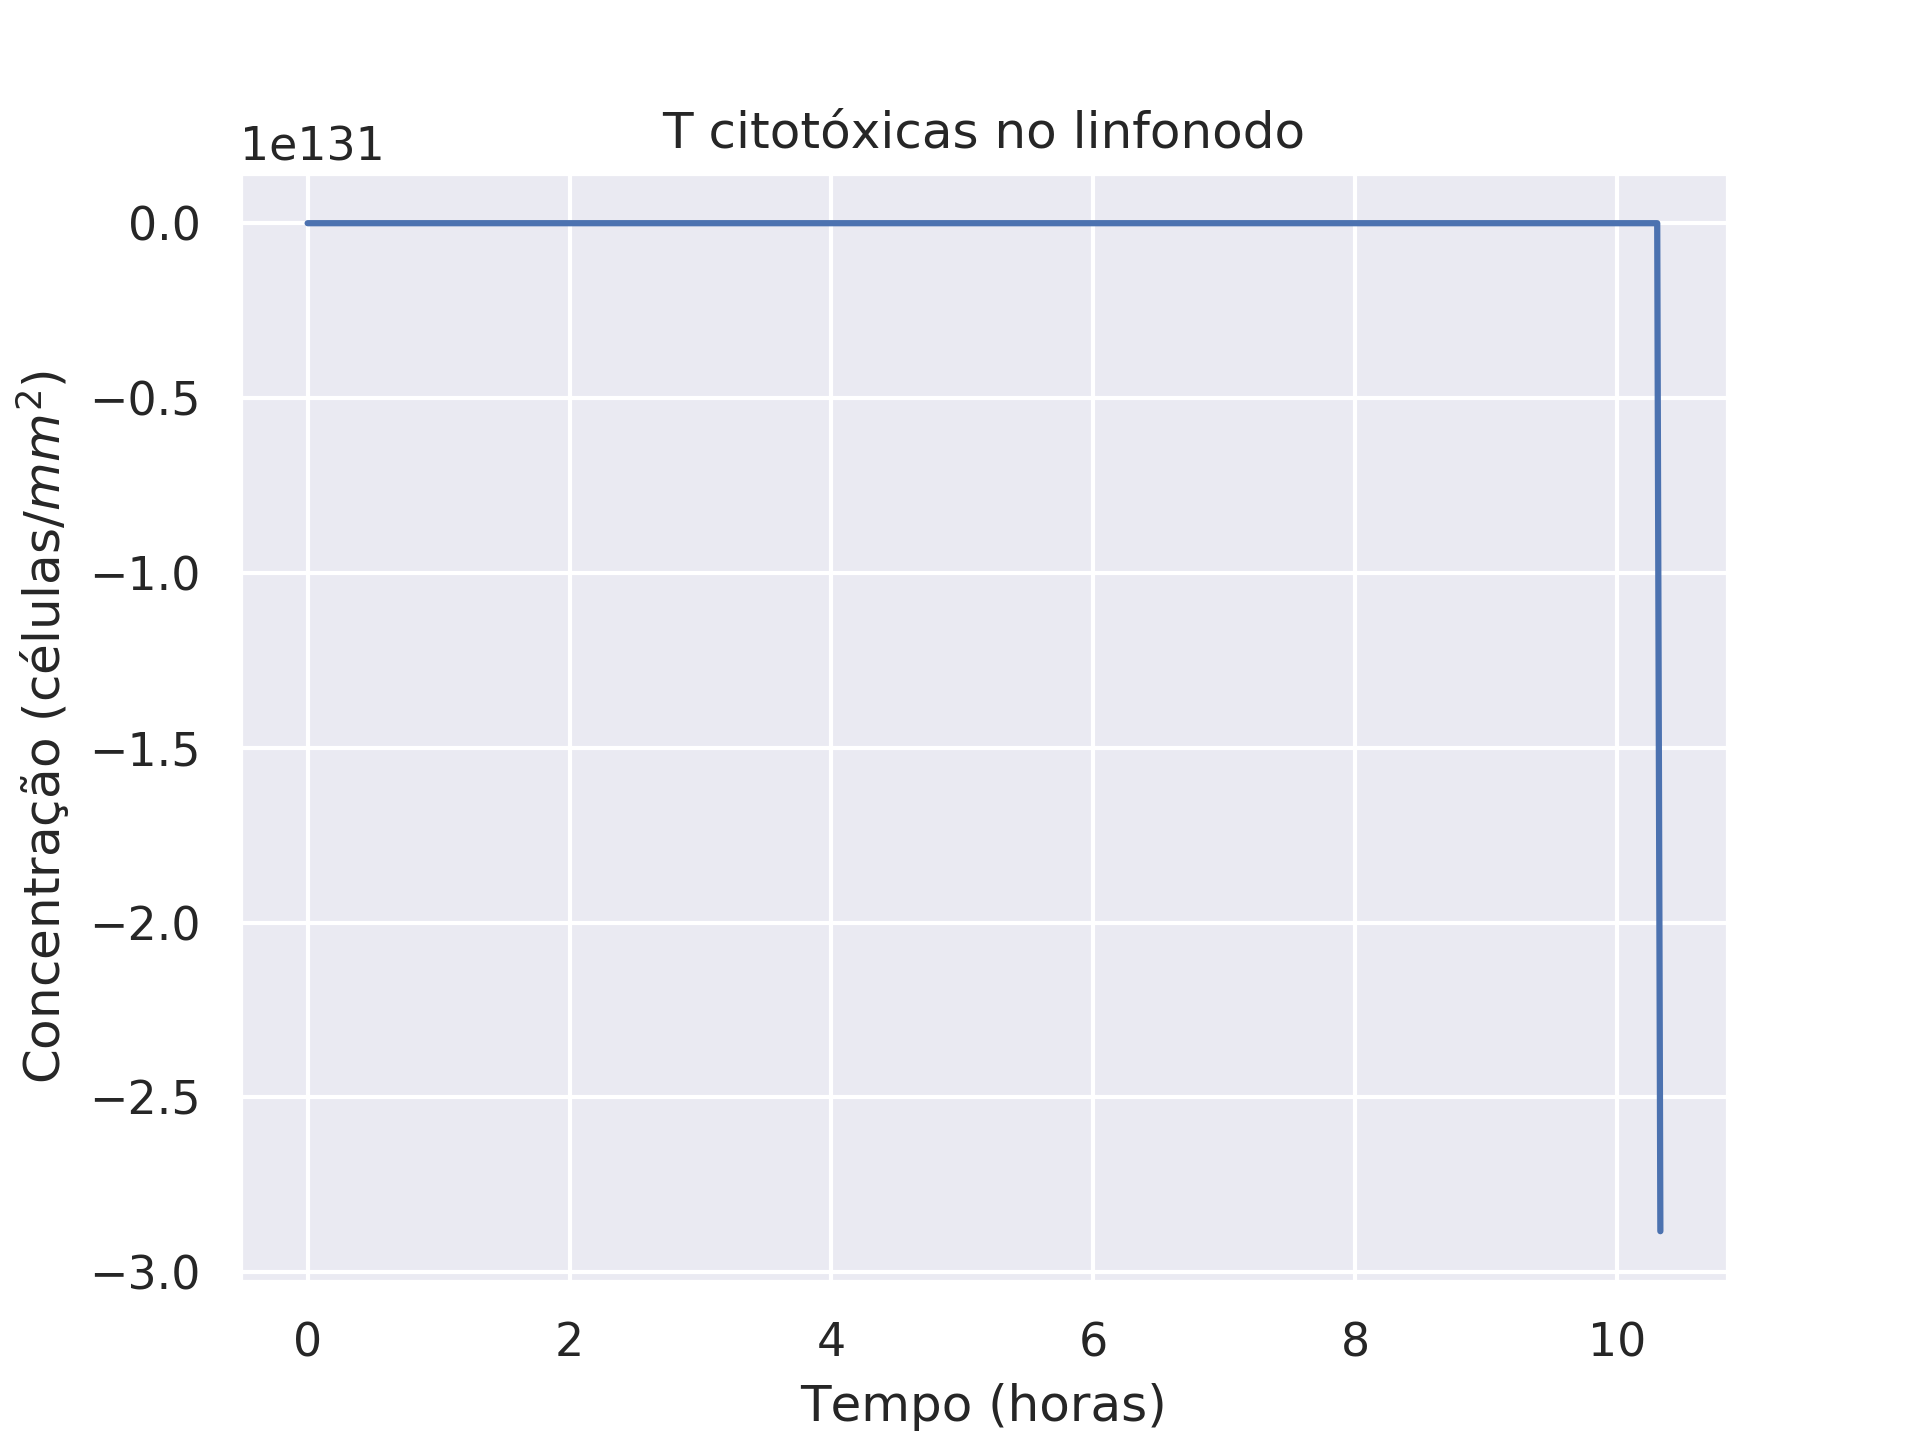 T citotóxicas no linfonodo
1e131
0.0
−0.5
−1.0
−1.5
−2.0
−2.5
−3.0
Concentração (células/mm²)
0 2 4 6 8 10
Tempo (horas)